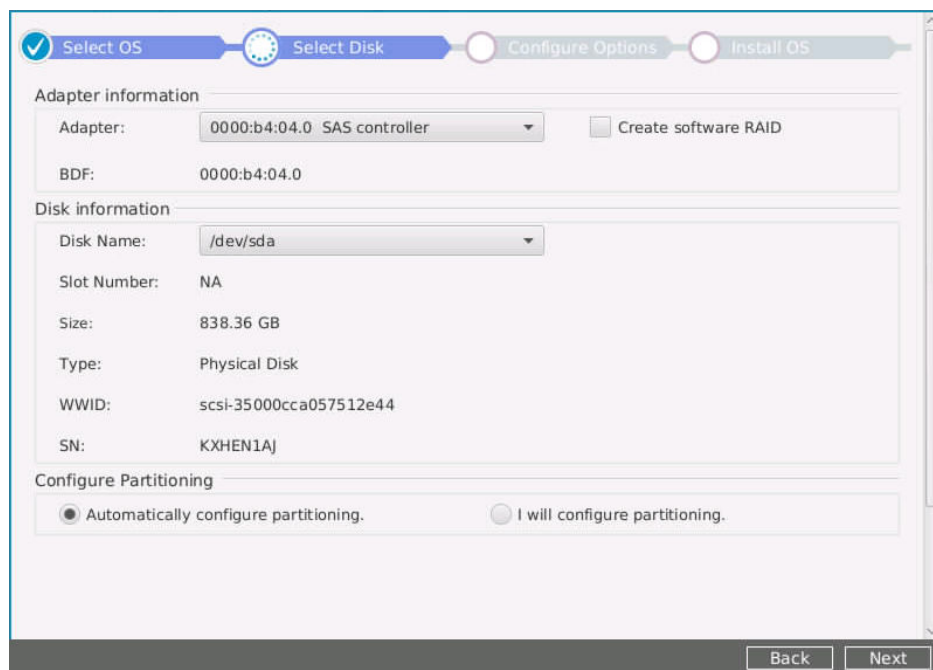 Select OS Select Disk Configure Options Install OS
Adapter information
Adapter: 0000:b4:04.0 SAS controller Create software RAID
BDF: 0000:b4:04.0
Disk information
Disk Name: /dev/sda
Slot Number: NA
Size: 838.36 GB
Type: Physical Disk
WWID: scsi-35000cca057512e44
SN: KXHEN1AJ
Configure Partitioning
Automatically configure partitioning. I will configure partitioning.
Back Next